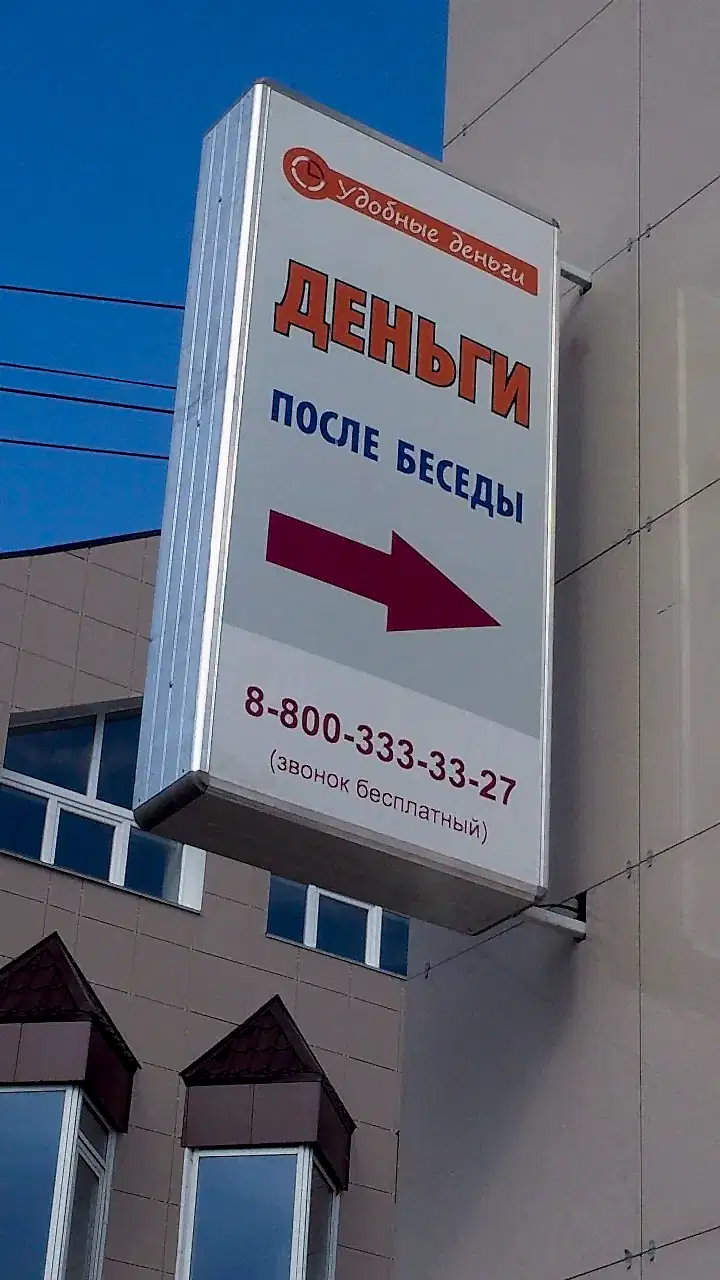 Удобные деньги
ДЕНЬГИ
ПОСЛЕ БЕСЕДЫ
8-800-333-33-27
(звонок бесплатный)